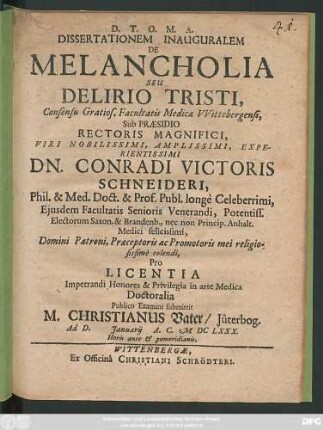 D. T. O. M. A.
DISSERTATIONEM INAUGURALEM
DE
MELANCHOLIA
SEU
DELIRIO TRISTI,
Consensu Gratios. Facultatis Medicæ VVittebergensis,
Sub PRÆSIDIO
RECTORIS MAGNIFICI,
VIRI NOBILISSIMI, AMPLISSIMI, EXPE-
RIENTISSIMI
DN. CONRADI VICTORIS
SCHNEIDERI,
Phil. & Med. Doct. & Prof. Publ. longè Celeberrimi,
Ejusdem Facultatis Senioris Venerandi, Potentiss.
Electorum Saxon. & Brandenb., nec non Princip. Anhalt.
Medici felicissimi,
Domini Patroni, Præceptoris ac Promotoris mei religio-
sissimè colendi,
Pro
LICENTIA
Impetrandi Honores & Privilegia in arte Medica
Doctoralia
Publico Examini submittit
M. CHRISTIANUS Vater/ Jüterbog.
Ad D. Januarij A. C. M DC LXXX.
Horis ante & pomeridianis.
WITTENBERGÆ,
Ex Officinâ CHRISTIANI SCHRÖDTERI.